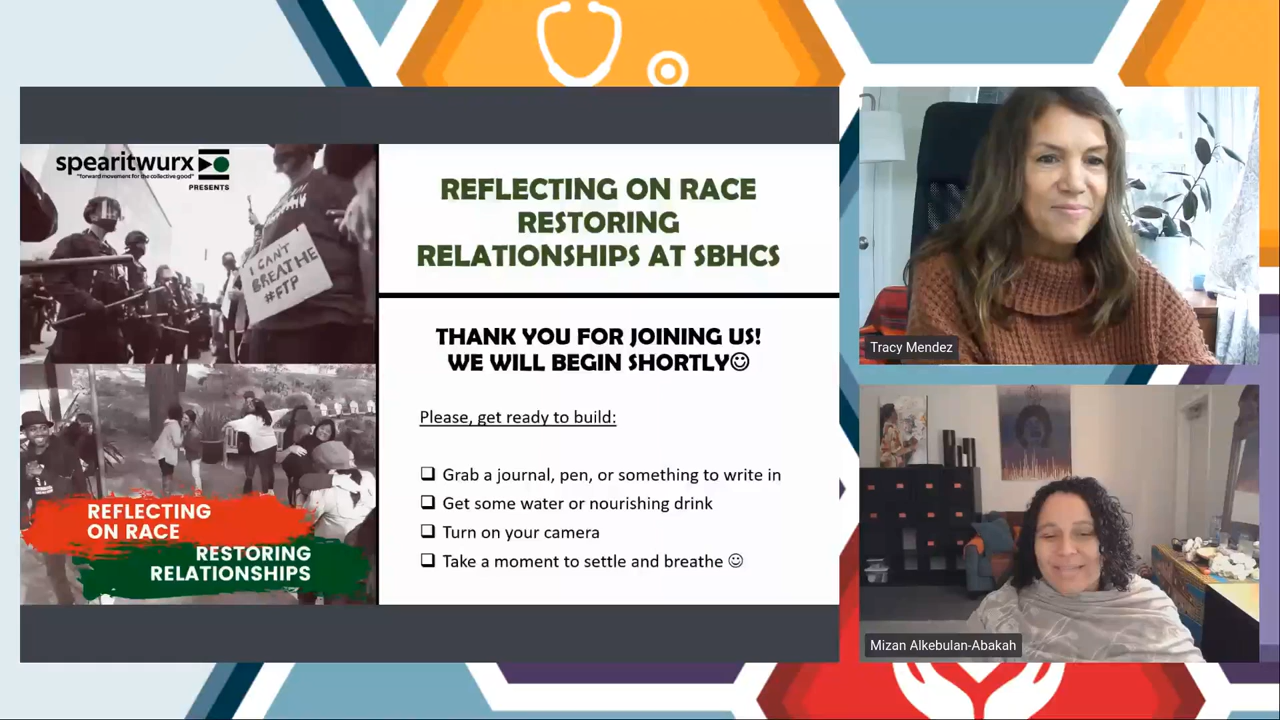 spearitwurx
"forward movement for the collective good"
PRESENTS
I CAN'T
BREATHE
#FTP
REFLECTING
ON RACE
RESTORING
RELATIONSHIPS
REFLECTING ON RACE
RESTORING
RELATIONSHIPS AT SBHCS
THANK YOU FOR JOINING US!
WE WILL BEGIN SHORTLY☺
Please, get ready to build:
❑ Grab a journal, pen, or something to write in
❑ Get some water or nourishing drink
❑ Turn on your camera
❑ Take a moment to settle and breathe ☺
Tracy Mendez
Mizan Alkebulan-Abakah